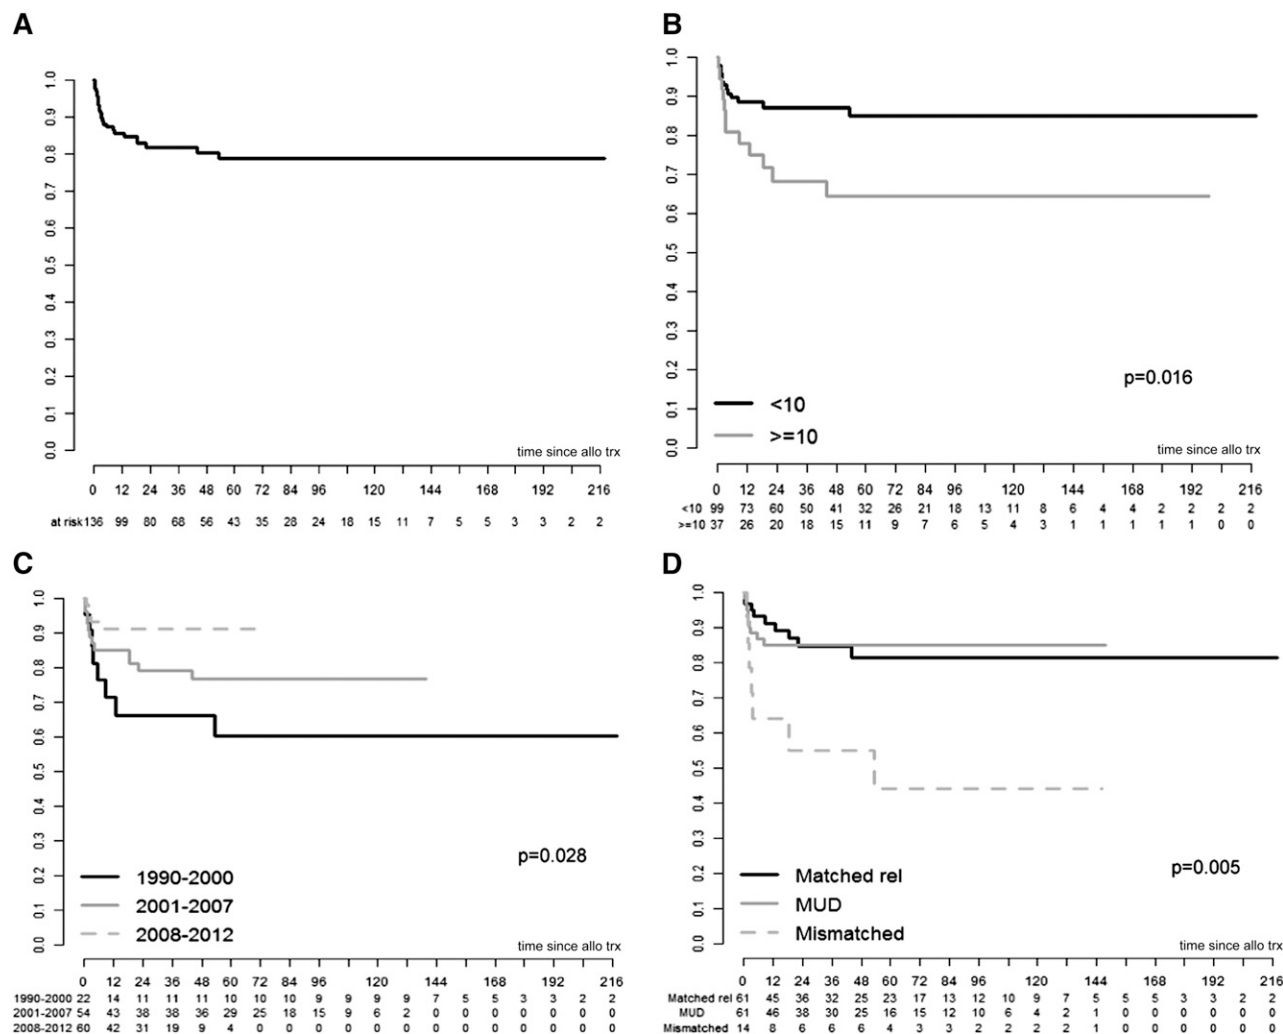 A
1.0
0.9
0.8
0.7
0.6
0.5
0.4
0.3
0.2
0.1
0.0
time since allo trx
0 12 24 36 48 60 72 84 96 120 144 168 192 216
at risk 136 99 80 68 56 43 35 28 24 18 15 11 7 5 5 3 3 2 2
B
1.0
0.9
0.8
0.7
0.6
0.5
0.4
0.3
0.2
0.1
0.0
p=0.016
<10
>=10
time since allo trx
0 12 24 36 48 60 72 84 96 120 144 168 192 216
<10 99 73 60 50 41 32 26 21 18 13 11 8 6 4 4 2 2 2 2
>=10 37 26 20 18 15 11 9 7 6 5 4 3 1 1 1 1 1 0 0
C
1.0
0.9
0.8
0.7
0.6
0.5
0.4
0.3
0.2
0.1
0.0
p=0.028
1990-2000
2001-2007
2008-2012
time since allo trx
0 12 24 36 48 60 72 84 96 120 144 168 192 216
1990-2000 22 14 11 11 11 10 10 10 9 9 9 9 7 5 5 3 3 2 2
2001-2007 54 43 38 38 36 29 25 18 15 9 6 2 0 0 0 0 0 0 0
2008-2012 60 42 31 19 9 4 0 0 0 0 0 0 0 0 0 0 0 0 0
D
1.0
0.9
0.8
0.7
0.6
0.5
0.4
0.3
0.2
0.1
0.0
p=0.005
Matched rel
MUD
Mismatched
time since allo trx
0 12 24 36 48 60 72 84 96 120 144 168 192 216
Matched rel 61 45 36 32 25 23 17 13 12 10 9 7 5 5 5 3 3 2 2
MUD 61 46 38 30 25 16 15 12 10 6 4 2 1 0 0 0 0 0 0
Mismatched 14 8 6 6 6 4 3 3 2 2 2 2 1 0 0 0 0 0 0